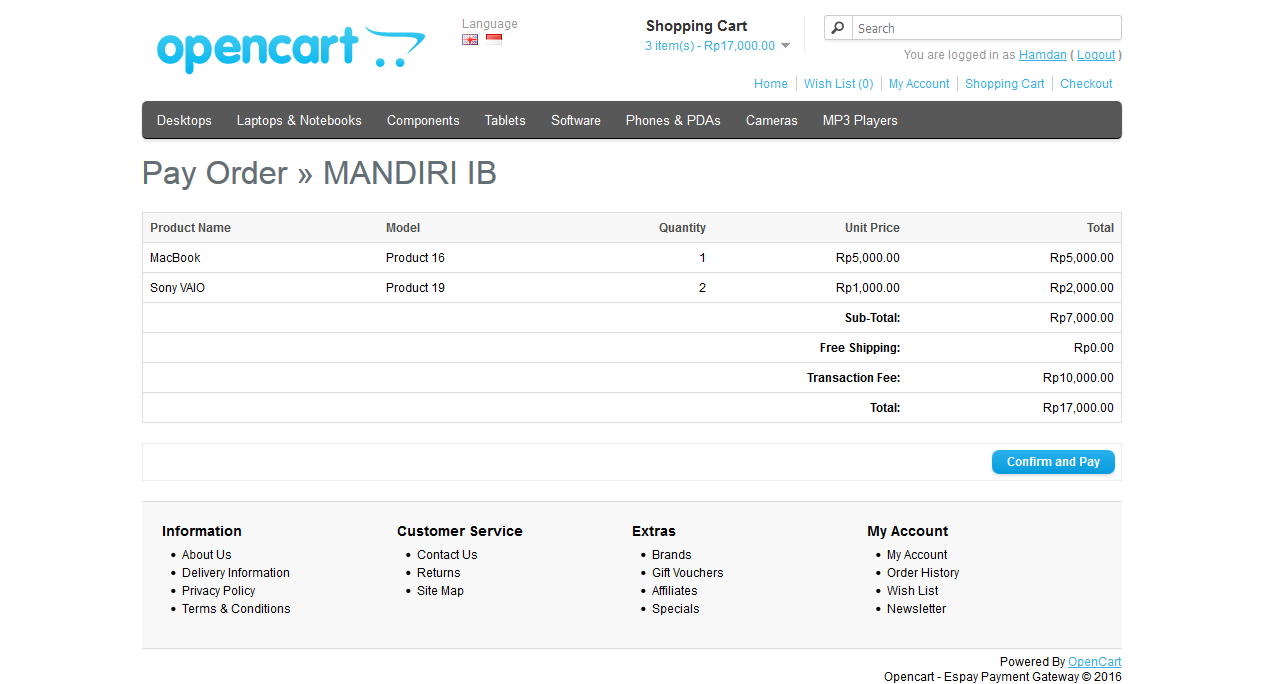 opencart
Language
Shopping Cart
3 item(s) - Rp17,000.00
Search
You are logged in as Hamdan ( Logout )
Home Wish List (0) My Account Shopping Cart Checkout
Desktops Laptops & Notebooks Components Tablets Software Phones & PDAs Cameras MP3 Players
Pay Order » MANDIRI IB
Product Name Model Quantity Unit Price Total
MacBook Product 16 1 Rp5,000.00 Rp5,000.00
Sony VAIO Product 19 2 Rp1,000.00 Rp2,000.00
Sub-Total: Rp7,000.00
Free Shipping: Rp0.00
Transaction Fee: Rp10,000.00
Total: Rp17,000.00
Confirm and Pay
Information
About Us
Delivery Information
Privacy Policy
Terms & Conditions
Customer Service
Contact Us
Returns
Site Map
Extras
Brands
Gift Vouchers
Affiliates
Specials
My Account
My Account
Order History
Wish List
Newsletter
Powered By OpenCart
Opencart - Espay Payment Gateway © 2016